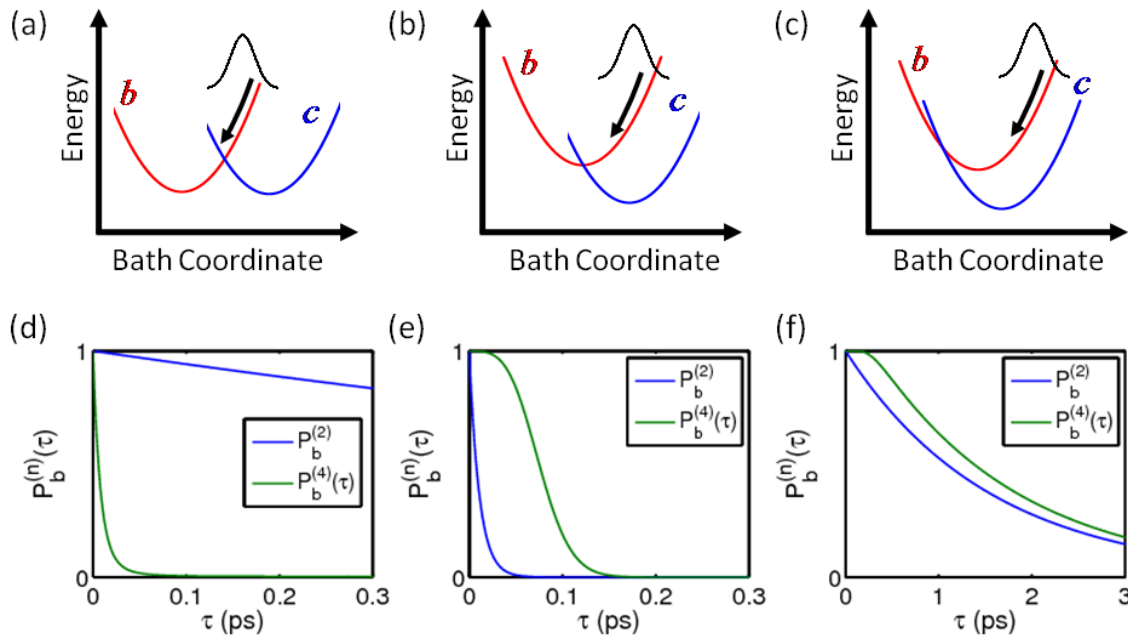 (a)
b
c
Energy
Bath Coordinate
(b)
b
c
Energy
Bath Coordinate
(c)
b
c
Energy
Bath Coordinate
(d)
1
P_b^(n)(τ)
0
0 0.1 0.2 0.3
τ (ps)
P_b^(2)
P_b^(4)(τ)
(e)
1
P_b^(n)(τ)
0
0 0.1 0.2 0.3
τ (ps)
P_b^(2)
P_b^(4)(τ)
(f)
1
P_b^(n)(τ)
0
0 1 2 3
τ (ps)
P_b^(2)
P_b^(4)(τ)